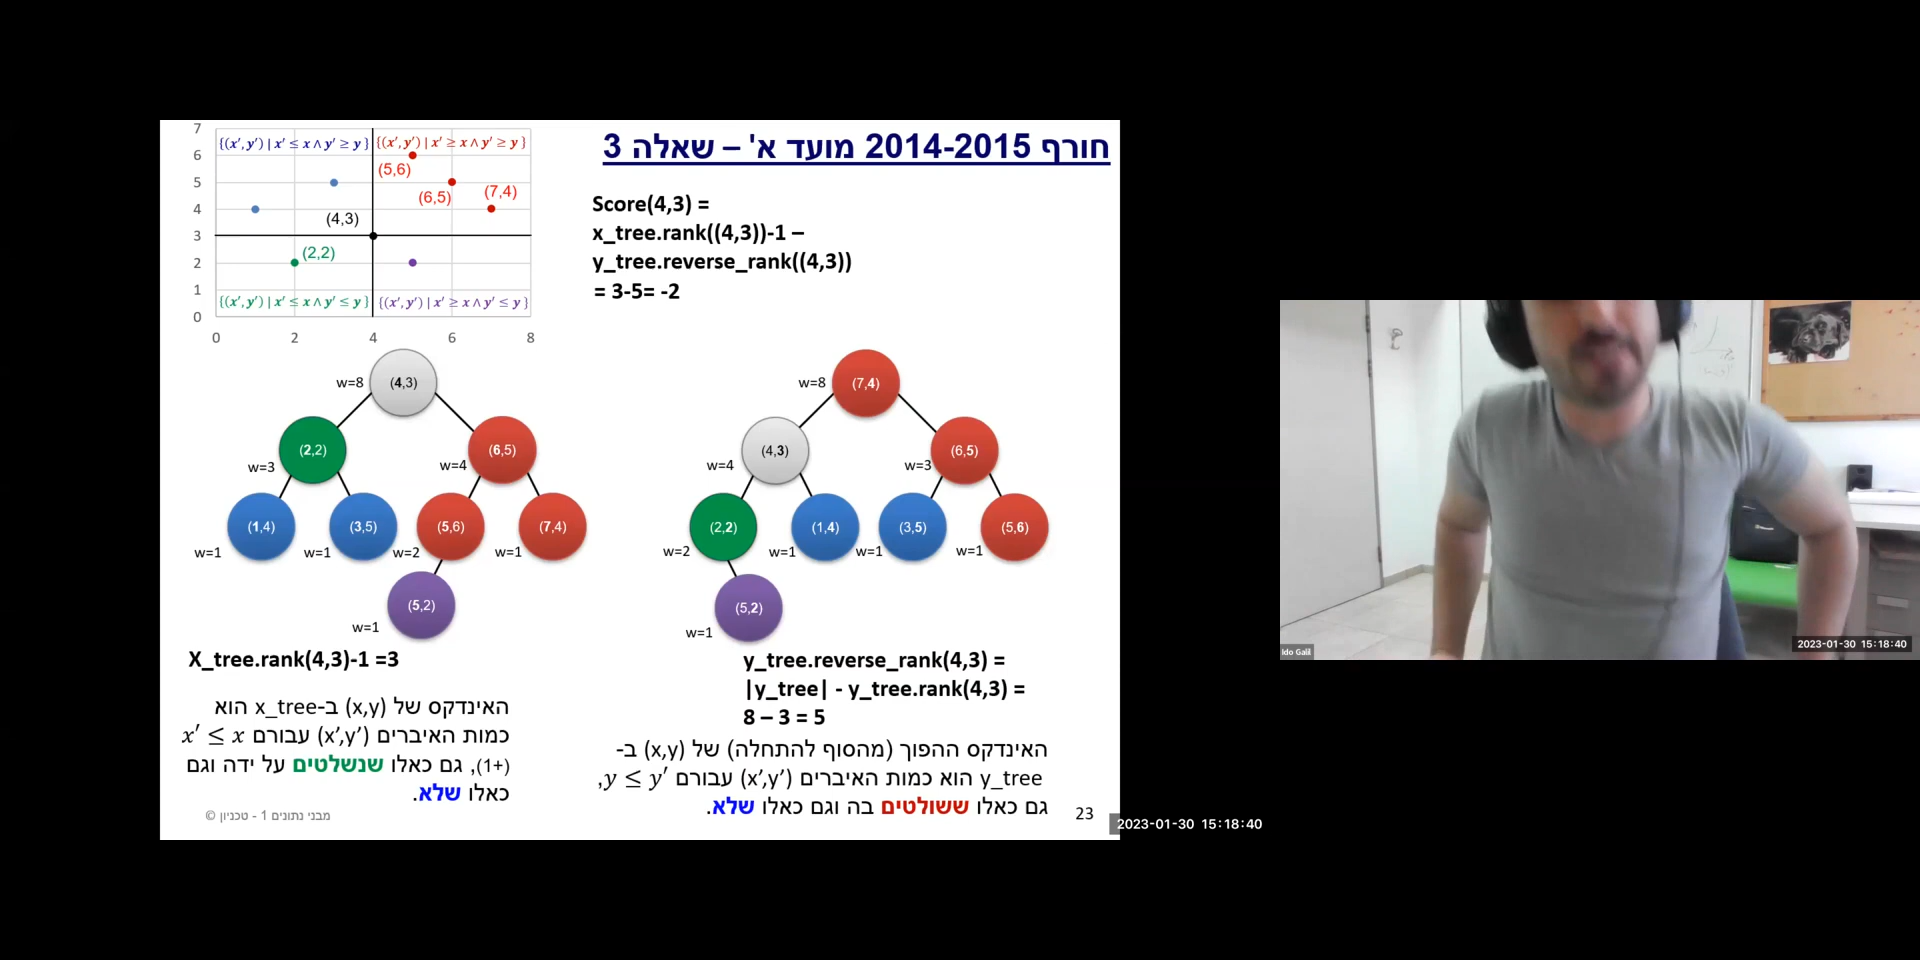 חורף 2014-2015 מועד א' – שאלה 3
7
6
5
4
3
2
1
0
0 2 4 6 8
{(x′,y′) | x′ ≤ x ∧ y′ ≥ y}
{(x′,y′) | x′ ≥ x ∧ y′ ≥ y}
(5,6)
(6,5)
(7,4)
(4,3)
(2,2)
{(x′,y′) | x′ ≤ x ∧ y′ ≤ y}
{(x′,y′) | x′ ≥ x ∧ y′ ≤ y}
Score(4,3) =
x_tree.rank((4,3))-1 –
y_tree.reverse_rank((4,3))
= 3-5= -2
w=8 (4,3)
(2,2) (6,5)
w=3 w=4
(1,4) (3,5) (5,6) (7,4)
w=1 w=1 w=2 w=1
(5,2)
w=1
X_tree.rank(4,3)-1 =3
האינדקס של (x,y) ב-x_tree הוא
כמות האיברים (x',y') עבורם x′ ≤ x
(+1), גם כאלו שנשלטים על ידה וגם
כאלו שלא.
w=8 (7,4)
(4,3) (6,5)
w=4 w=3
(2,2) (1,4) (3,5) (5,6)
w=2 w=1 w=1 w=1
(5,2)
w=1
y_tree.reverse_rank(4,3) =
|y_tree| - y_tree.rank(4,3) =
8 – 3 = 5
האינדקס ההפוך (מהסוף להתחלה) של (x,y) ב-
y_tree הוא כמות האיברים (x',y') עבורם y ≤ y′,
גם כאלו ששולטים בה וגם כאלו שלא.
מבני נתונים 1 - טכניון ©
23
2023-01-30 15:18:40
Ido Galil
2023-01-30 15:18:40